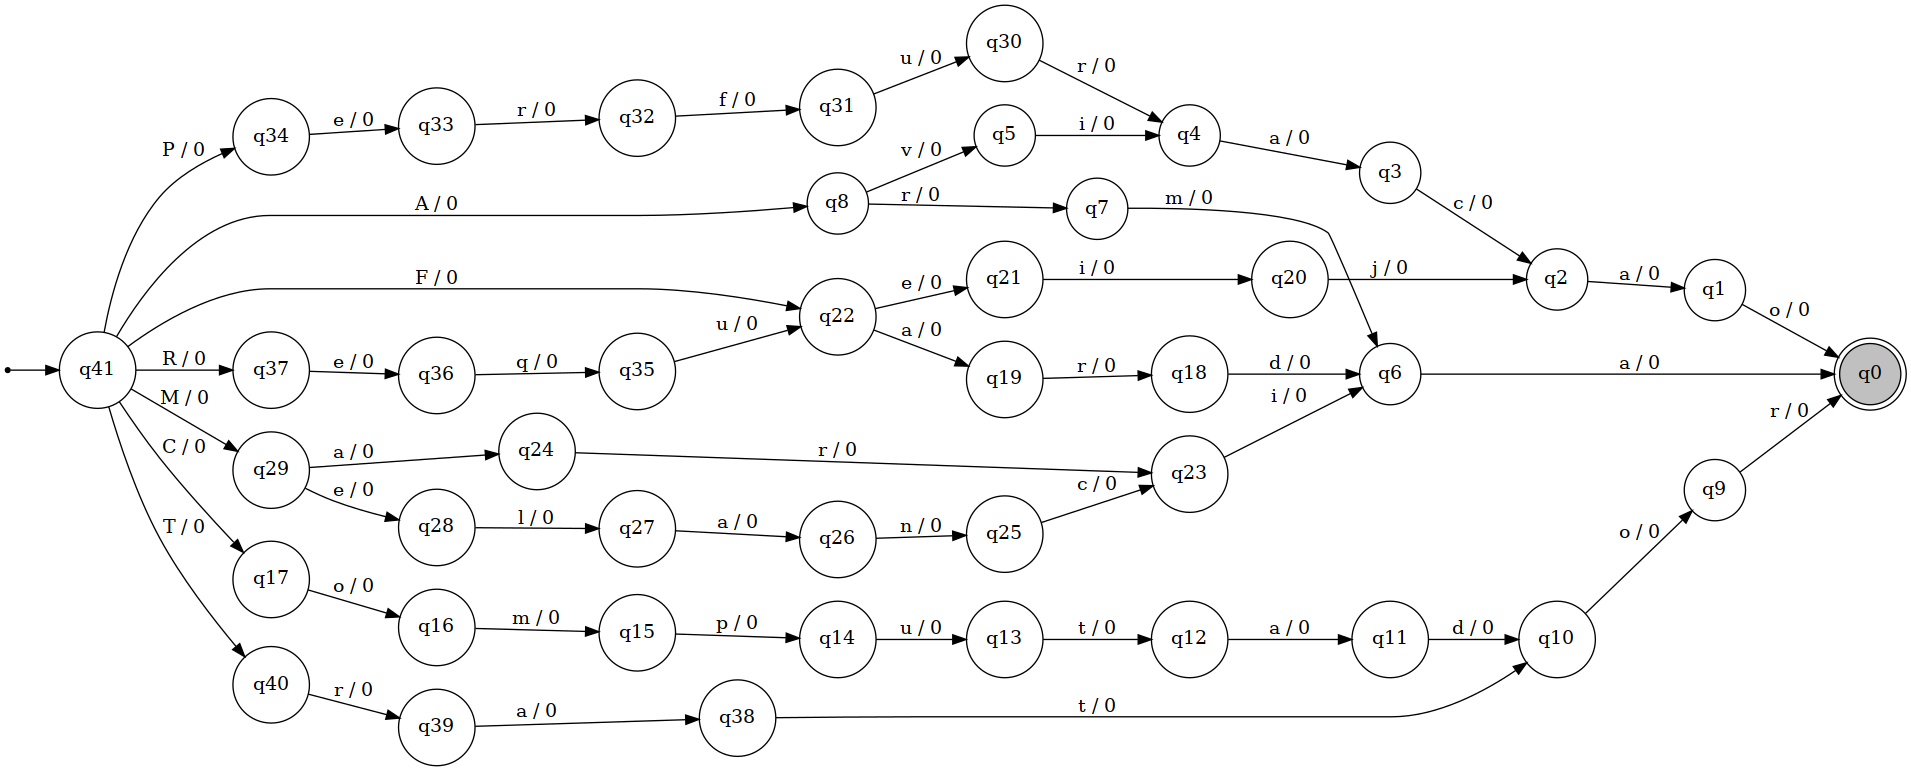 q30
u / 0
r / 0
q34
e / 0
q33
r / 0
q32
f / 0
q31
q5
i / 0
q4
a / 0
q3
P / 0
v / 0
A / 0
q8
r / 0
q7
m / 0
c / 0
F / 0
q22
e / 0
q21
i / 0
q20
j / 0
q2
a / 0
q1
o / 0
u / 0
a / 0
q41
R / 0
q37
e / 0
q36
q / 0
q35
q19
r / 0
q18
d / 0
q6
a / 0
q0
M / 0
i / 0
r / 0
C / 0
q29
a / 0
q24
r / 0
q23
q9
e / 0
q28
l / 0
q27
a / 0
q26
n / 0
q25
c / 0
T / 0
q17
o / 0
q16
m / 0
q15
p / 0
q14
u / 0
q13
t / 0
q12
a / 0
q11
d / 0
q10
o / 0
q40
r / 0
q39
a / 0
q38
t / 0